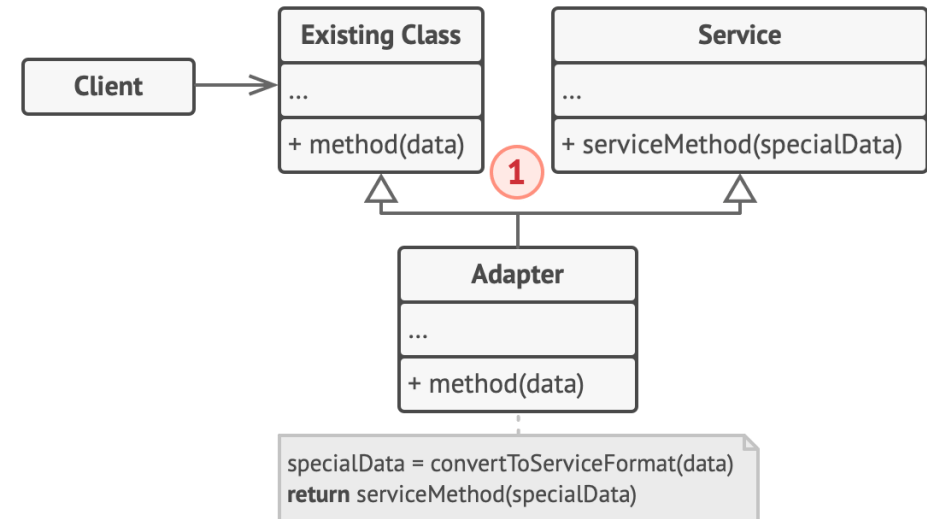 Client
Existing Class
...
+ method(data)
Service
...
+ serviceMethod(specialData)
1
Adapter
...
+ method(data)
specialData = convertToServiceFormat(data)
return serviceMethod(specialData)